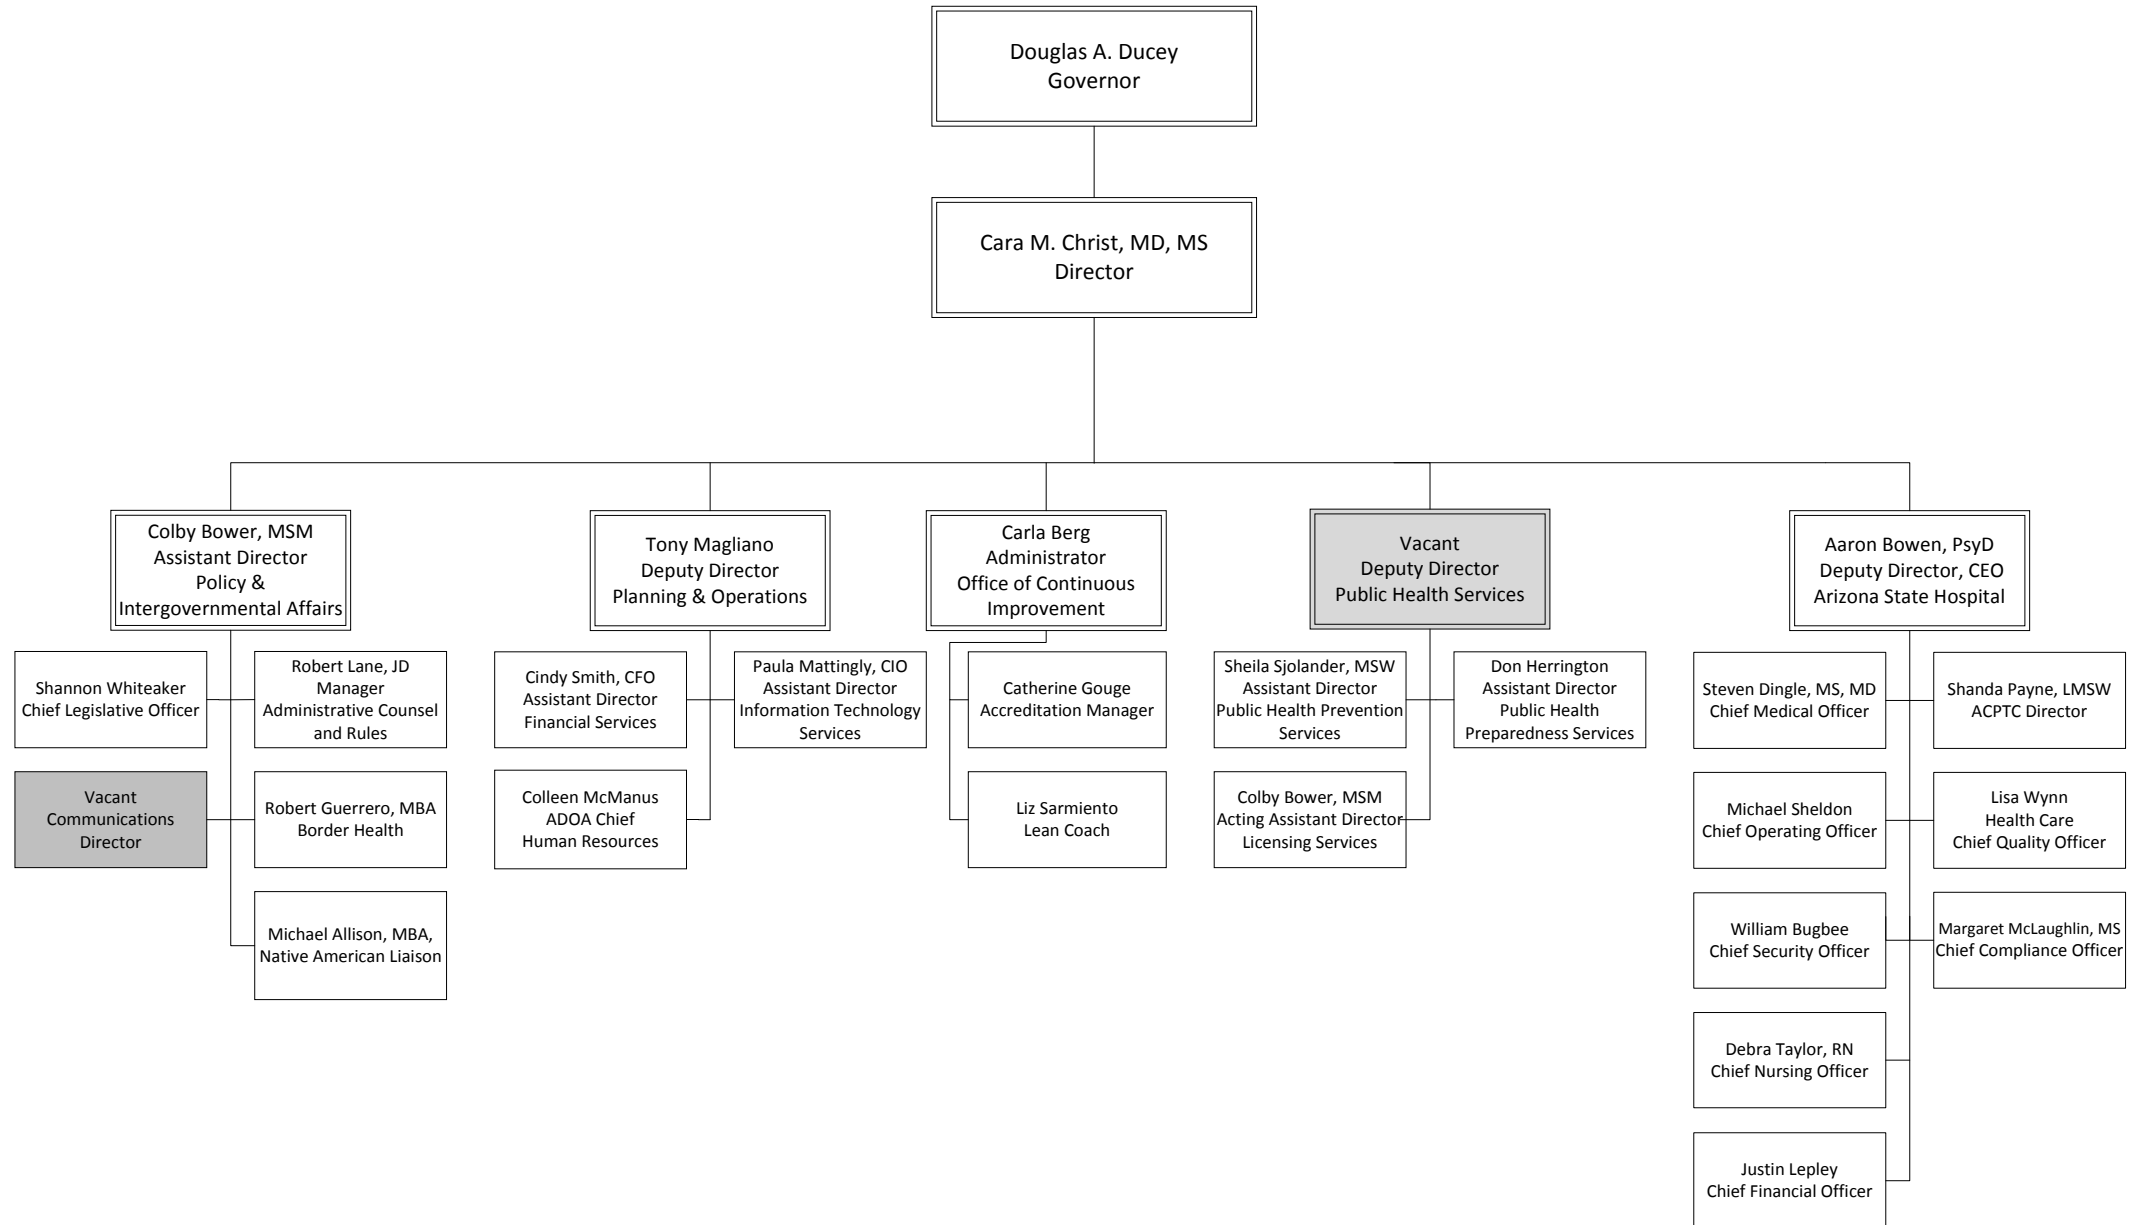 Douglas A. Ducey
Governor
Cara M. Christ, MD, MS
Director
Colby Bower, MSM
Assistant Director
Policy &
Intergovernmental Affairs
Shannon Whiteaker
Chief Legislative Officer
Robert Lane, JD
Manager
Administrative Counsel
and Rules
Vacant
Communications
Director
Robert Guerrero, MBA
Border Health
Michael Allison, MBA,
Native American Liaison
Tony Magliano
Deputy Director
Planning & Operations
Cindy Smith, CFO
Assistant Director
Financial Services
Paula Mattingly, CIO
Assistant Director
Information Technology
Services
Colleen McManus
ADOA Chief
Human Resources
Carla Berg
Administrator
Office of Continuous
Improvement
Catherine Gouge
Accreditation Manager
Liz Sarmiento
Lean Coach
Vacant
Deputy Director
Public Health Services
Sheila Sjolander, MSW
Assistant Director
Public Health Prevention
Services
Don Herrington
Assistant Director
Public Health
Preparedness Services
Colby Bower, MSM
Acting Assistant Director
Licensing Services
Aaron Bowen, PsyD
Deputy Director, CEO
Arizona State Hospital
Steven Dingle, MS, MD
Chief Medical Officer
Shanda Payne, LMSW
ACPTC Director
Michael Sheldon
Chief Operating Officer
Lisa Wynn
Health Care
Chief Quality Officer
William Bugbee
Chief Security Officer
Margaret McLaughlin, MS
Chief Compliance Officer
Debra Taylor, RN
Chief Nursing Officer
Justin Lepley
Chief Financial Officer